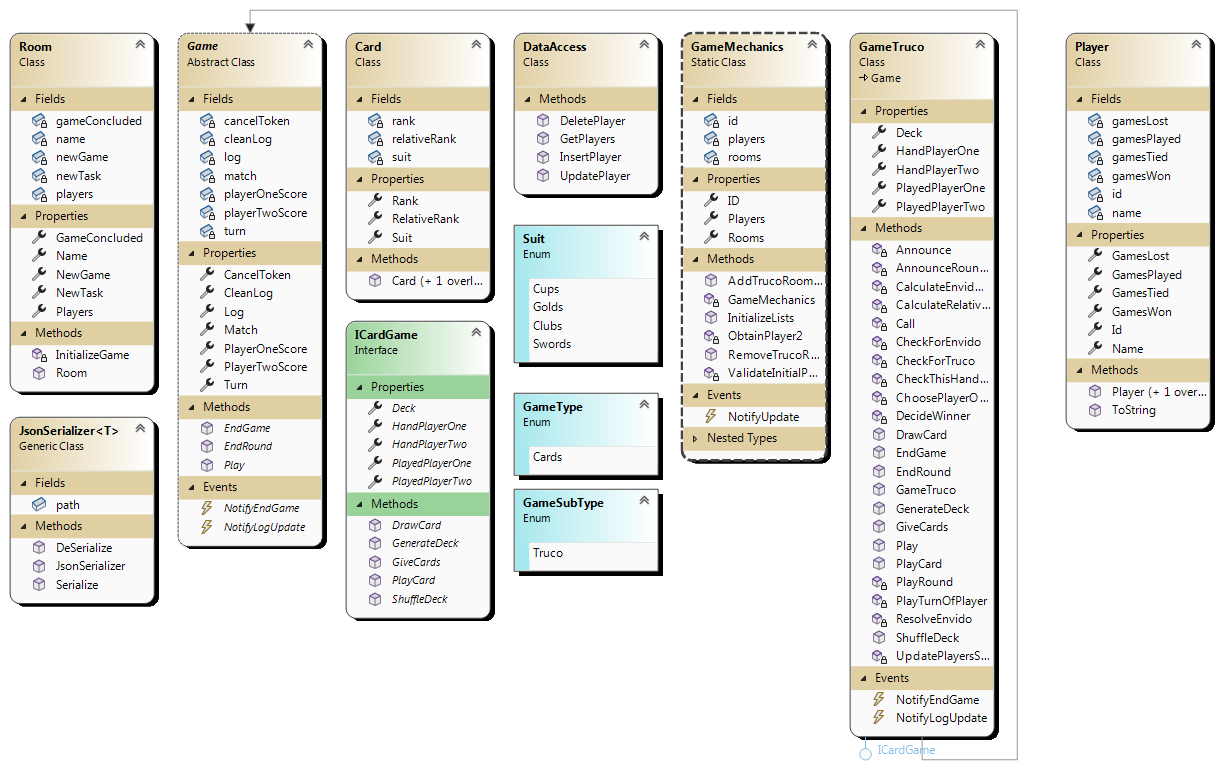 Room
Class
Fields
gameConcluded
name
newGame
newTask
players
Properties
GameConcluded
Name
NewGame
NewTask
Players
Methods
InitializeGame
Room
JsonSerializer<T>
Generic Class
Fields
path
Methods
DeSerialize
JsonSerializer
Serialize
Game
Abstract Class
Fields
cancelToken
cleanLog
log
match
playerOneScore
playerTwoScore
turn
Properties
CancelToken
CleanLog
Log
Match
PlayerOneScore
PlayerTwoScore
Turn
Methods
EndGame
EndRound
Play
Events
NotifyEndGame
NotifyLogUpdate
Card
Class
Fields
rank
relativeRank
suit
Properties
Rank
RelativeRank
Suit
Methods
Card (+ 1 overl...
ICardGame
Interface
Properties
Deck
HandPlayerOne
HandPlayerTwo
PlayedPlayerOne
PlayedPlayerTwo
Methods
DrawCard
GenerateDeck
GiveCards
PlayCard
ShuffleDeck
DataAccess
Class
Methods
DeletePlayer
GetPlayers
InsertPlayer
UpdatePlayer
Suit
Enum
Cups
Golds
Clubs
Swords
GameType
Enum
Cards
GameSubType
Enum
Truco
GameMechanics
Static Class
Fields
id
players
rooms
Properties
ID
Players
Rooms
Methods
AddTrucoRoom...
GameMechanics
InitializeLists
ObtainPlayer2
RemoveTrucoR...
ValidateInitialP...
Events
NotifyUpdate
Nested Types
GameTruco
Class
Game
Properties
Deck
HandPlayerOne
HandPlayerTwo
PlayedPlayerOne
PlayedPlayerTwo
Methods
Announce
AnnounceRoun...
CalculateEnvid...
CalculateRelativ...
Call
CheckForEnvido
CheckForTruco
CheckThisHand...
ChoosePlayerO...
DecideWinner
DrawCard
EndGame
EndRound
GameTruco
GenerateDeck
GiveCards
Play
PlayCard
PlayRound
PlayTurnOfPlayer
ResolveEnvido
ShuffleDeck
UpdatePlayersS...
Events
NotifyEndGame
NotifyLogUpdate
ICardGame
Player
Class
Fields
gamesLost
gamesPlayed
gamesTied
gamesWon
id
name
Properties
GamesLost
GamesPlayed
GamesTied
GamesWon
Id
Name
Methods
Player (+ 1 over...
ToString